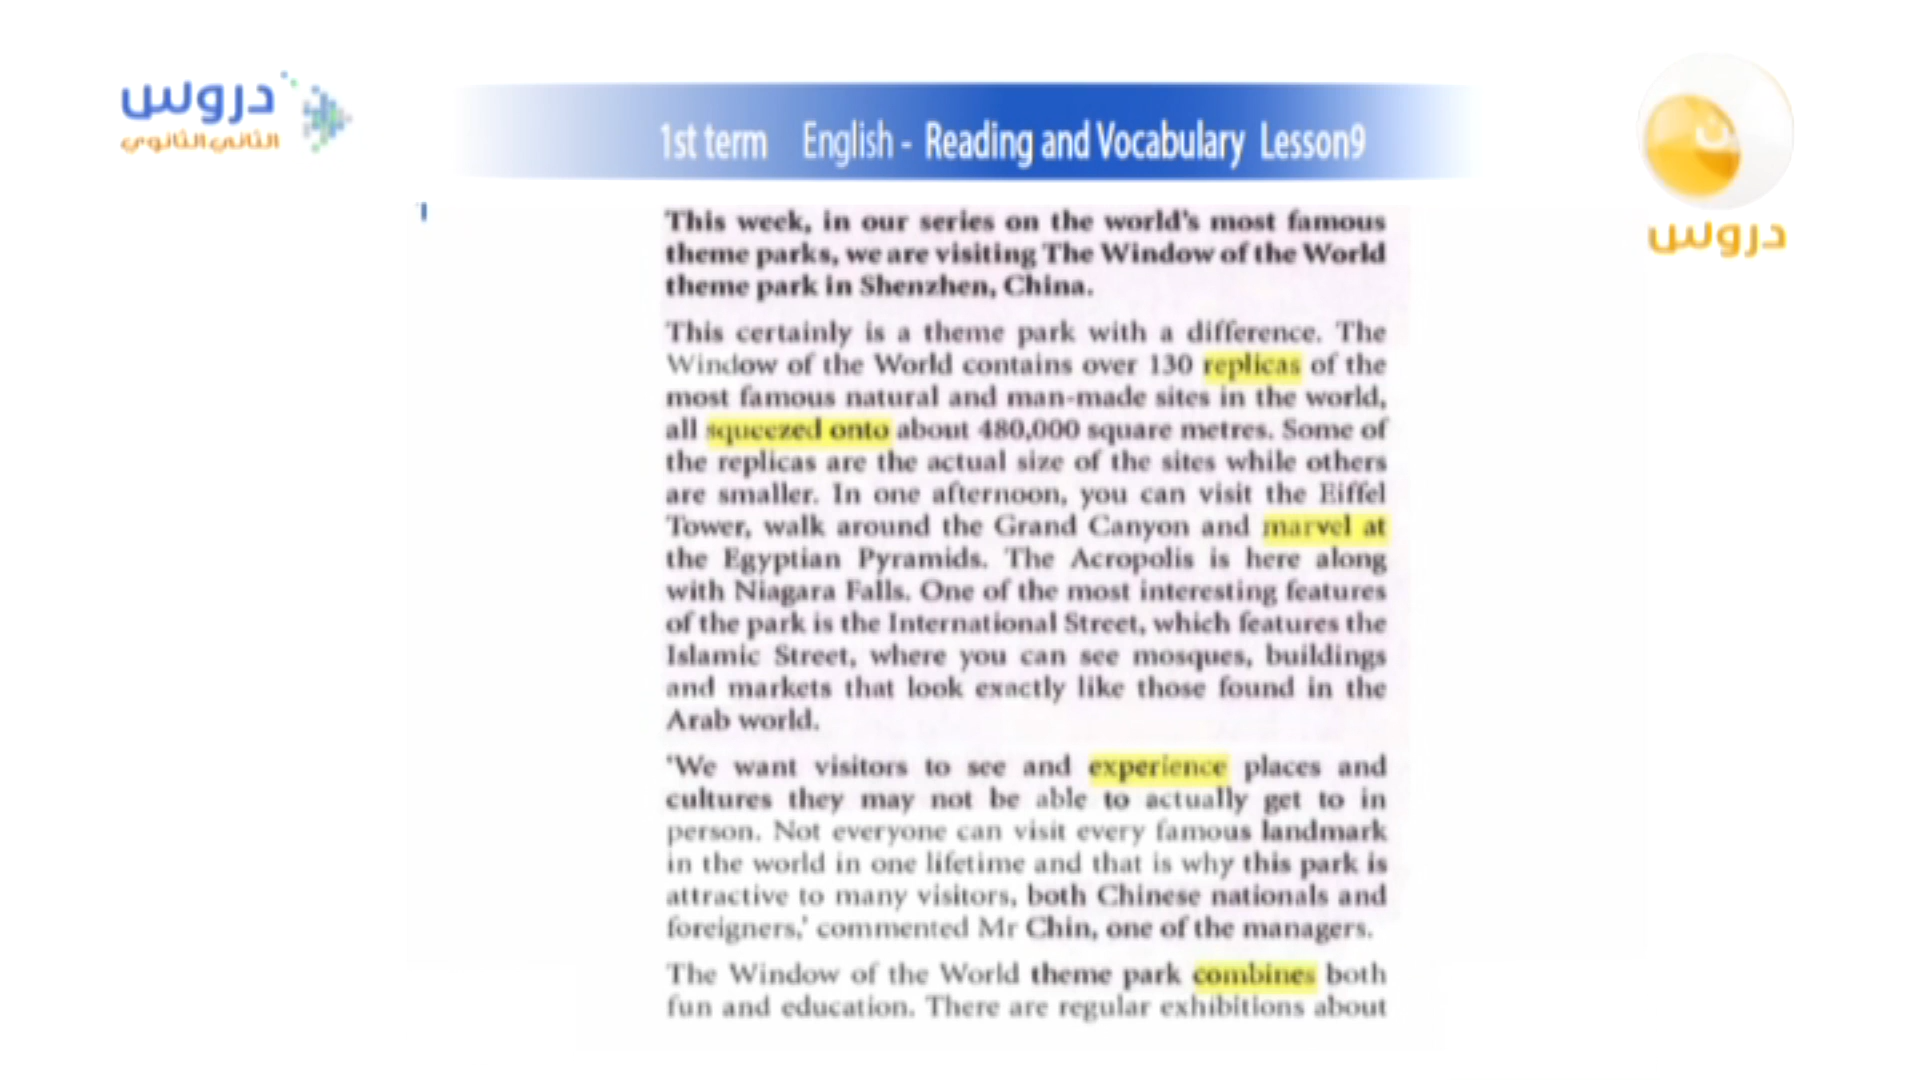 دروس
الثاني الثانوي
1st term English - Reading and Vocabulary Lesson9
ن
دروس
This week, in our series on the world's most famous
theme parks, we are visiting The Window of the World
theme park in Shenzhen, China.
This certainly is a theme park with a difference. The
Window of the World contains over 130 replicas of the
most famous natural and man-made sites in the world,
all squeezed onto about 480,000 square metres. Some of
the replicas are the actual size of the sites while others
are smaller. In one afternoon, you can visit the Eiffel
Tower, walk around the Grand Canyon and marvel at
the Egyptian Pyramids. The Acropolis is here along
with Niagara Falls. One of the most interesting features
of the park is the International Street, which features the
Islamic Street, where you can see mosques, buildings
and markets that look exactly like those found in the
Arab world.
'We want visitors to see and experience places and
cultures they may not be able to actually get to in
person. Not everyone can visit every famous landmark
in the world in one lifetime and that is why this park is
attractive to many visitors, both Chinese nationals and
foreigners,' commented Mr Chin, one of the managers.
The Window of the World theme park combines both
fun and education. There are regular exhibitions about